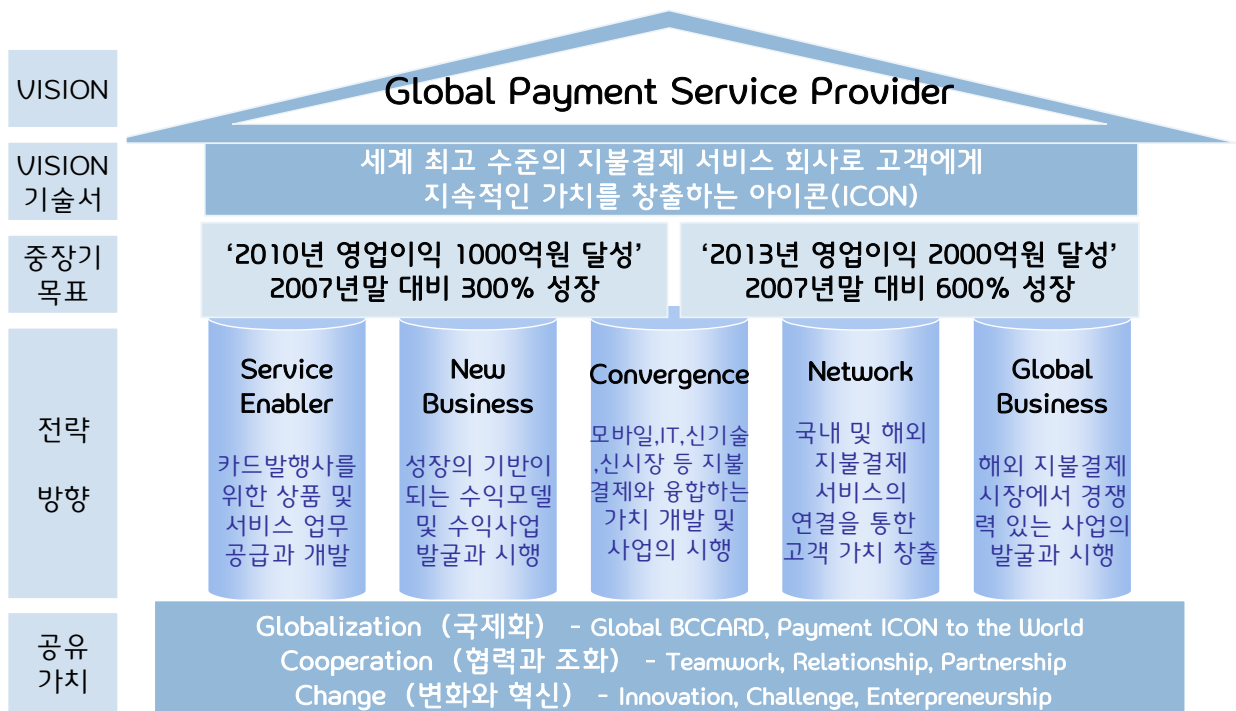 VISION
Global Payment Service Provider
VISION
기술서
세계 최고 수준의 지불결제 서비스 회사로 고객에게
지속적인 가치를 창출하는 아이콘(ICON)
중장기
목표
‘2010년 영업이익 1000억원 달성’
2007년말 대비 300% 성장
‘2013년 영업이익 2000억원 달성’
2007년말 대비 600% 성장
전략
방향
Service
Enabler
카드발행사를
위한 상품 및
서비스 업무
공급과 개발
New
Business
성장의 기반이
되는 수익모델
및 수익사업
발굴과 시행
Convergence
모바일,IT,신기술
,신시장 등 지불
결제와 융합하는
가치 개발 및
사업의 시행
Network
국내 및 해외
지불결제
서비스의
연결을 통한
고객 가치 창출
Global
Business
해외 지불결제
시장에서 경쟁
력 있는 사업의
발굴과 시행
공유
가치
Globalization (국제화) - Global BCCARD, Payment ICON to the World
Cooperation (협력과 조화) - Teamwork, Relationship, Partnership
Change (변화와 혁신) - Innovation, Challenge, Enterpreneurship